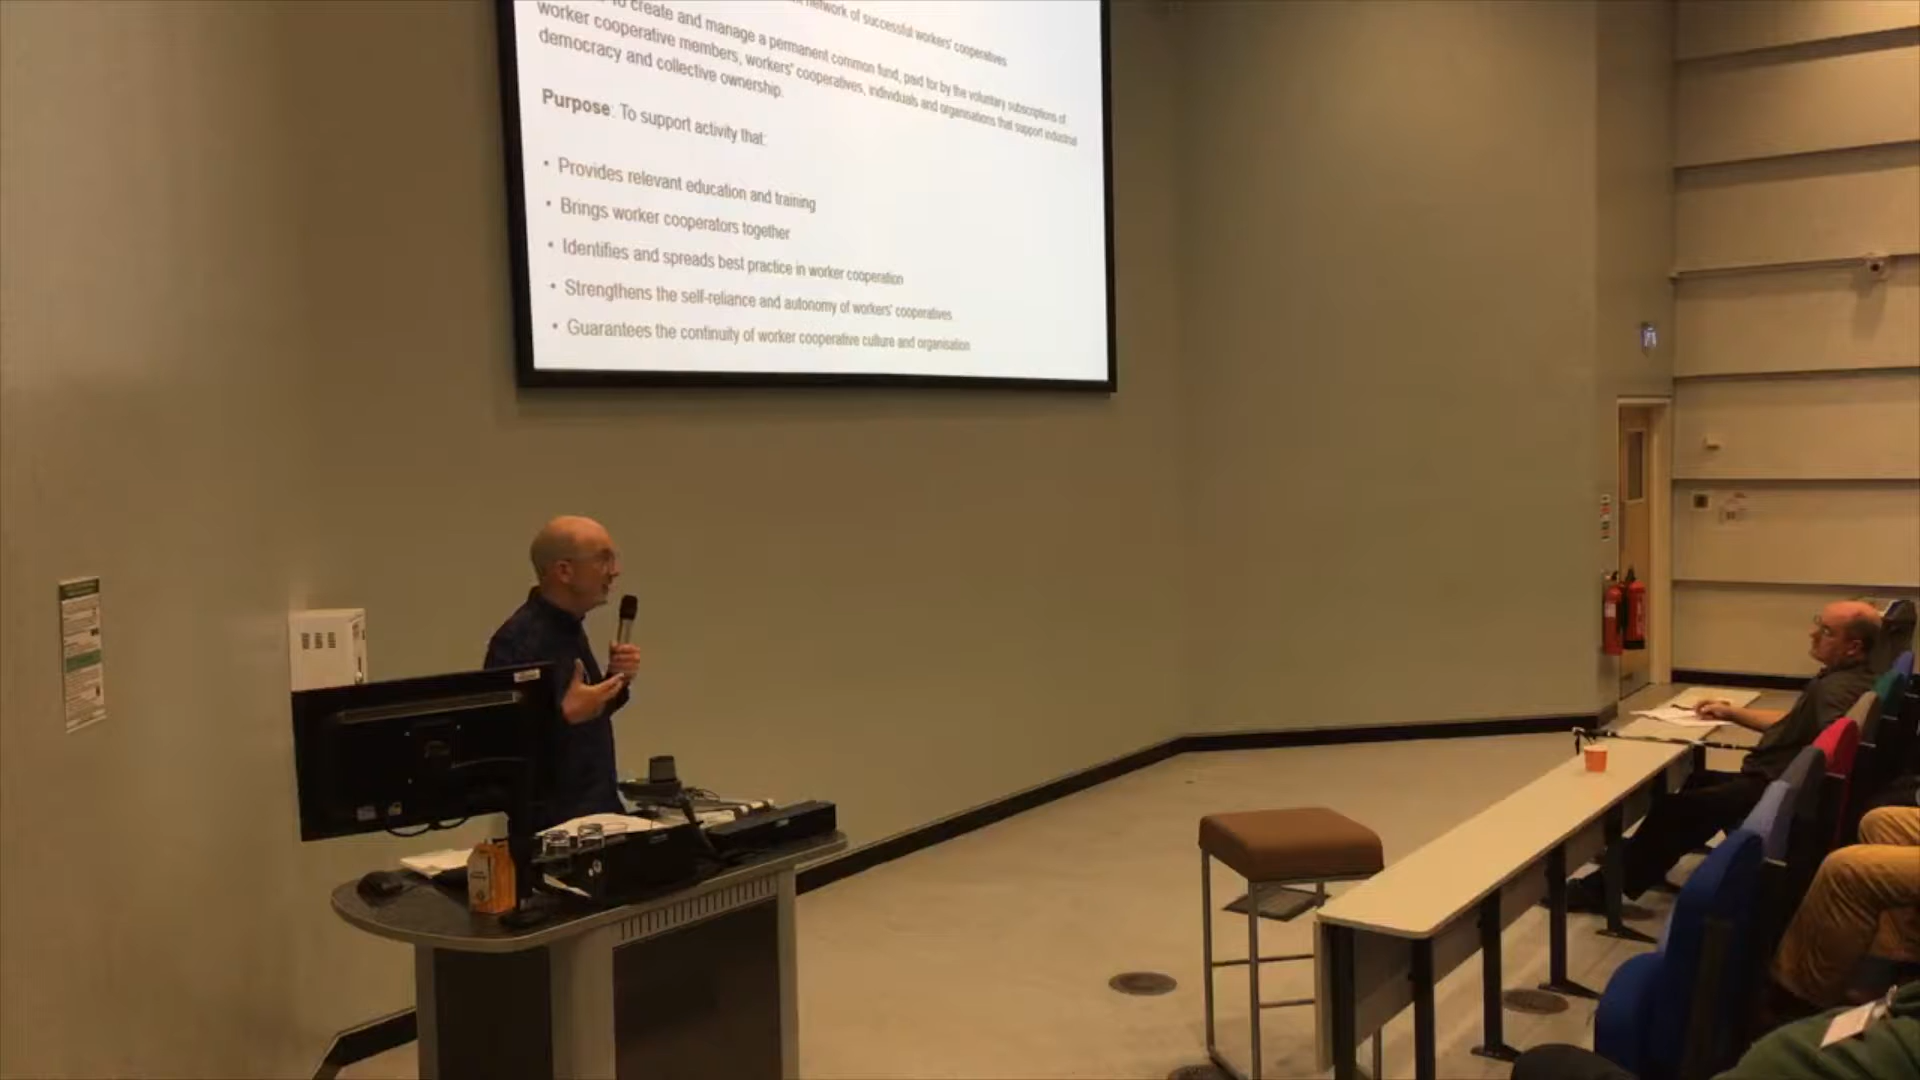 network of successful workers' cooperatives
To create and manage a permanent common fund, paid for by the voluntary subscriptions of
worker cooperative members, workers' cooperatives, individuals and organisations that support industrial
democracy and collective ownership.
Purpose: To support activity that:
• Provides relevant education and training
• Brings worker cooperators together
• Identifies and spreads best practice in worker cooperation
• Strengthens the self-reliance and autonomy of workers' cooperatives
• Guarantees the continuity of worker cooperative culture and organisation